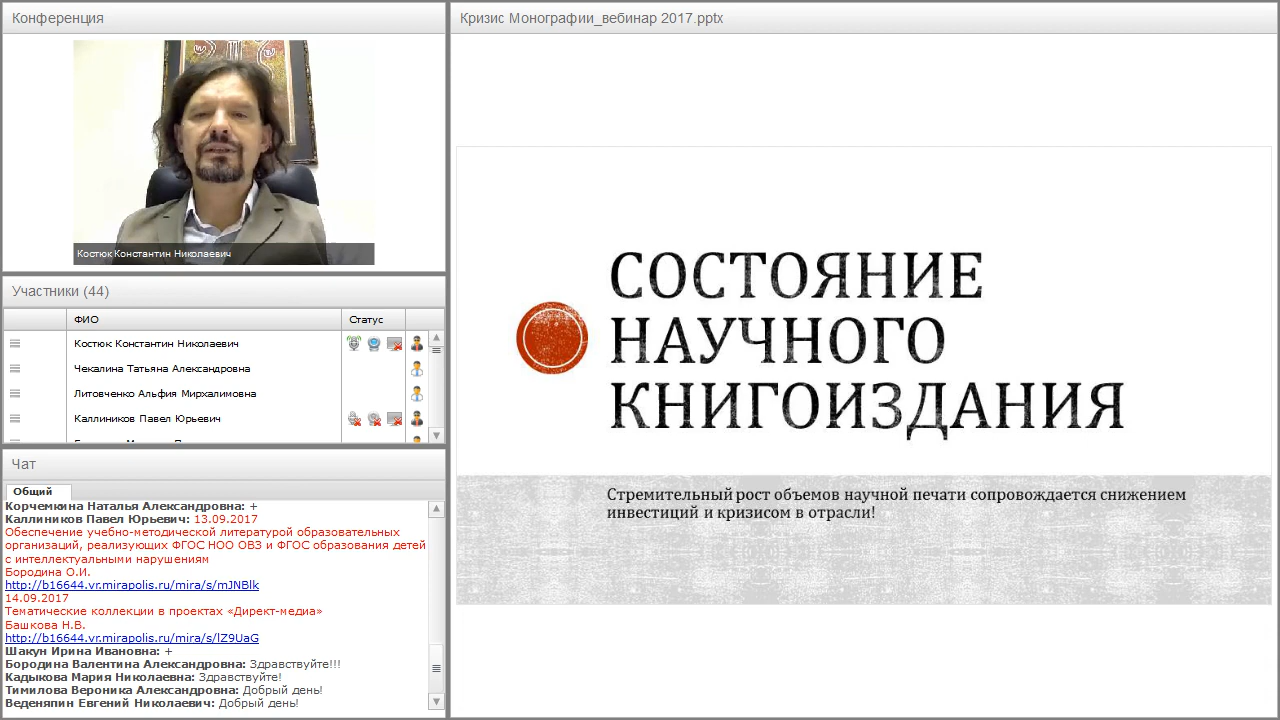 Конференция
Костюк Константин Николаевич
Участники (44)
ФИО
Статус
Костюк Константин Николаевич
Чекалина Татьяна Александровна
Литовченко Альфия Мирхалимовна
Каллиников Павел Юрьевич
Чат
Общий
Корчемкина Наталья Александровна: +
Каллиников Павел Юрьевич: 13.09.2017
Обеспечение учебно-методической литературой образовательных
организаций, реализующих ФГОС НОО ОВЗ и ФГОС образования детей
с интеллектуальными нарушениям
Бородина О.И.
http://b16644.vr.mirapolis.ru/mira/s/mJNBlk
14.09.2017
Тематические коллекции в проектах «Директ-медиа»
Башкова Н.В.
http://b16644.vr.mirapolis.ru/mira/s/lZ9UaG
Шакун Ирина Ивановна: +
Бородина Валентина Александровна: Здравствуйте!!!
Кадыкова Мария Николаевна: Здравствуйте!
Тимилова Вероника Александровна: Добрый день!
Веденяпин Евгений Николаевич: Добрый день!
Кризис Монографии_вебинар 2017.pptx
СОСТОЯНИЕ
НАУЧНОГО
КНИГОИЗДАНИЯ
Стремительный рост объемов научной печати сопровождается снижением
инвестиций и кризисом в отрасли!